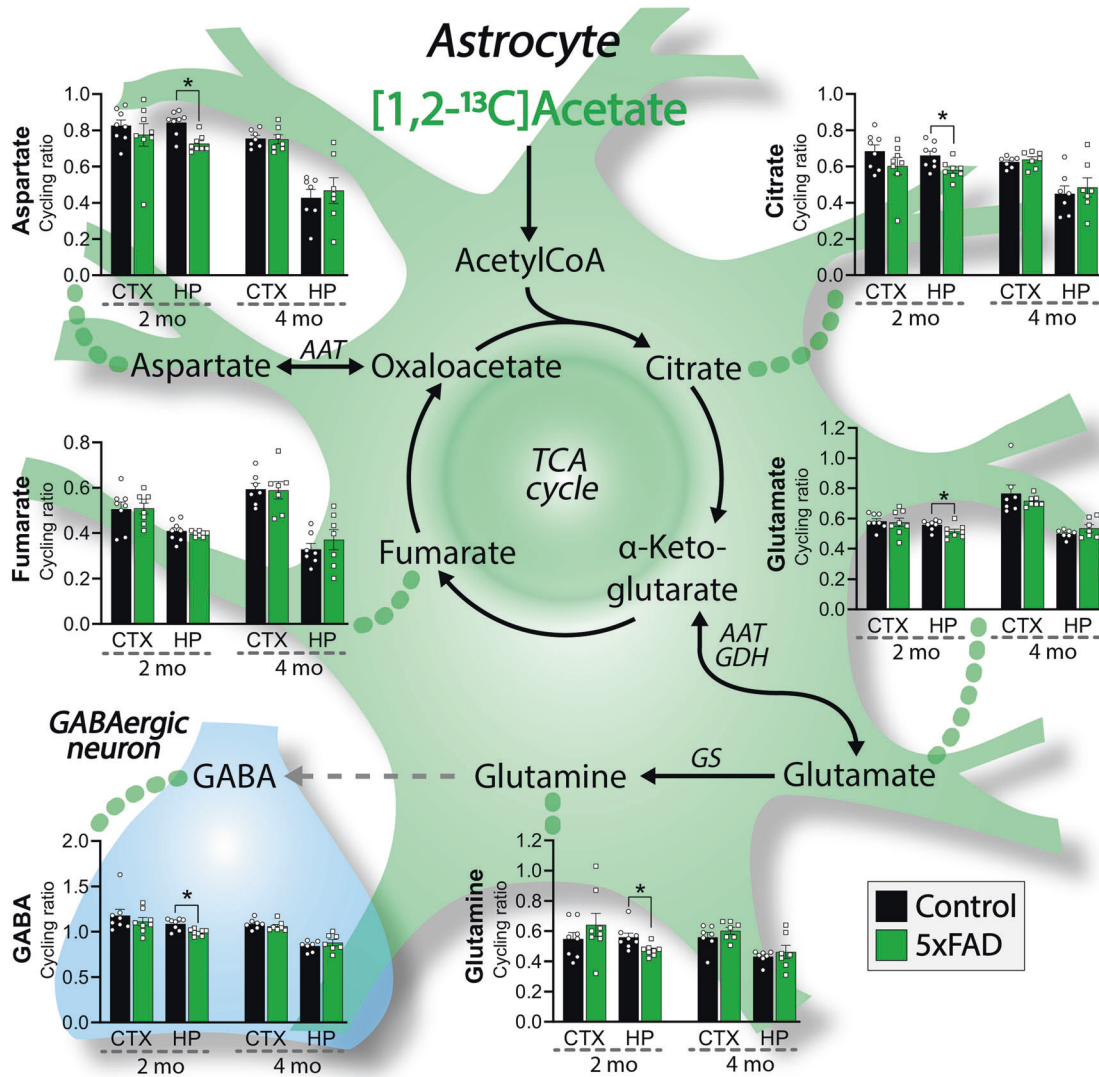 Astrocyte
[1,2-¹³C]Acetate
Aspartate
Cycling ratio
1.0
0.8
0.6
0.4
0.2
0.0
*
CTX HP CTX HP
2 mo 4 mo
Citrate
Cycling ratio
1.0
0.8
0.6
0.4
0.2
0.0
*
CTX HP CTX HP
2 mo 4 mo
AcetylCoA
Aspartate AAT Oxaloacetate Citrate
TCA
cycle
Fumarate
α-Keto-
glutarate
AAT
GDH
Fumarate
Cycling ratio
0.8
0.6
0.4
0.2
0.0
CTX HP CTX HP
2 mo 4 mo
Glutamate
Cycling ratio
1.2
1.0
0.8
0.6
0.4
0.2
0.0
*
CTX HP CTX HP
2 mo 4 mo
GABAergic
neuron
GABA Glutamine GS Glutamate
GABA
Cycling ratio
2.0
1.5
1.0
0.5
0.0
*
CTX HP CTX HP
2 mo 4 mo
Glutamine
Cycling ratio
1.2
1.0
0.8
0.6
0.4
0.2
0.0
*
CTX HP CTX HP
2 mo 4 mo
Control
5xFAD